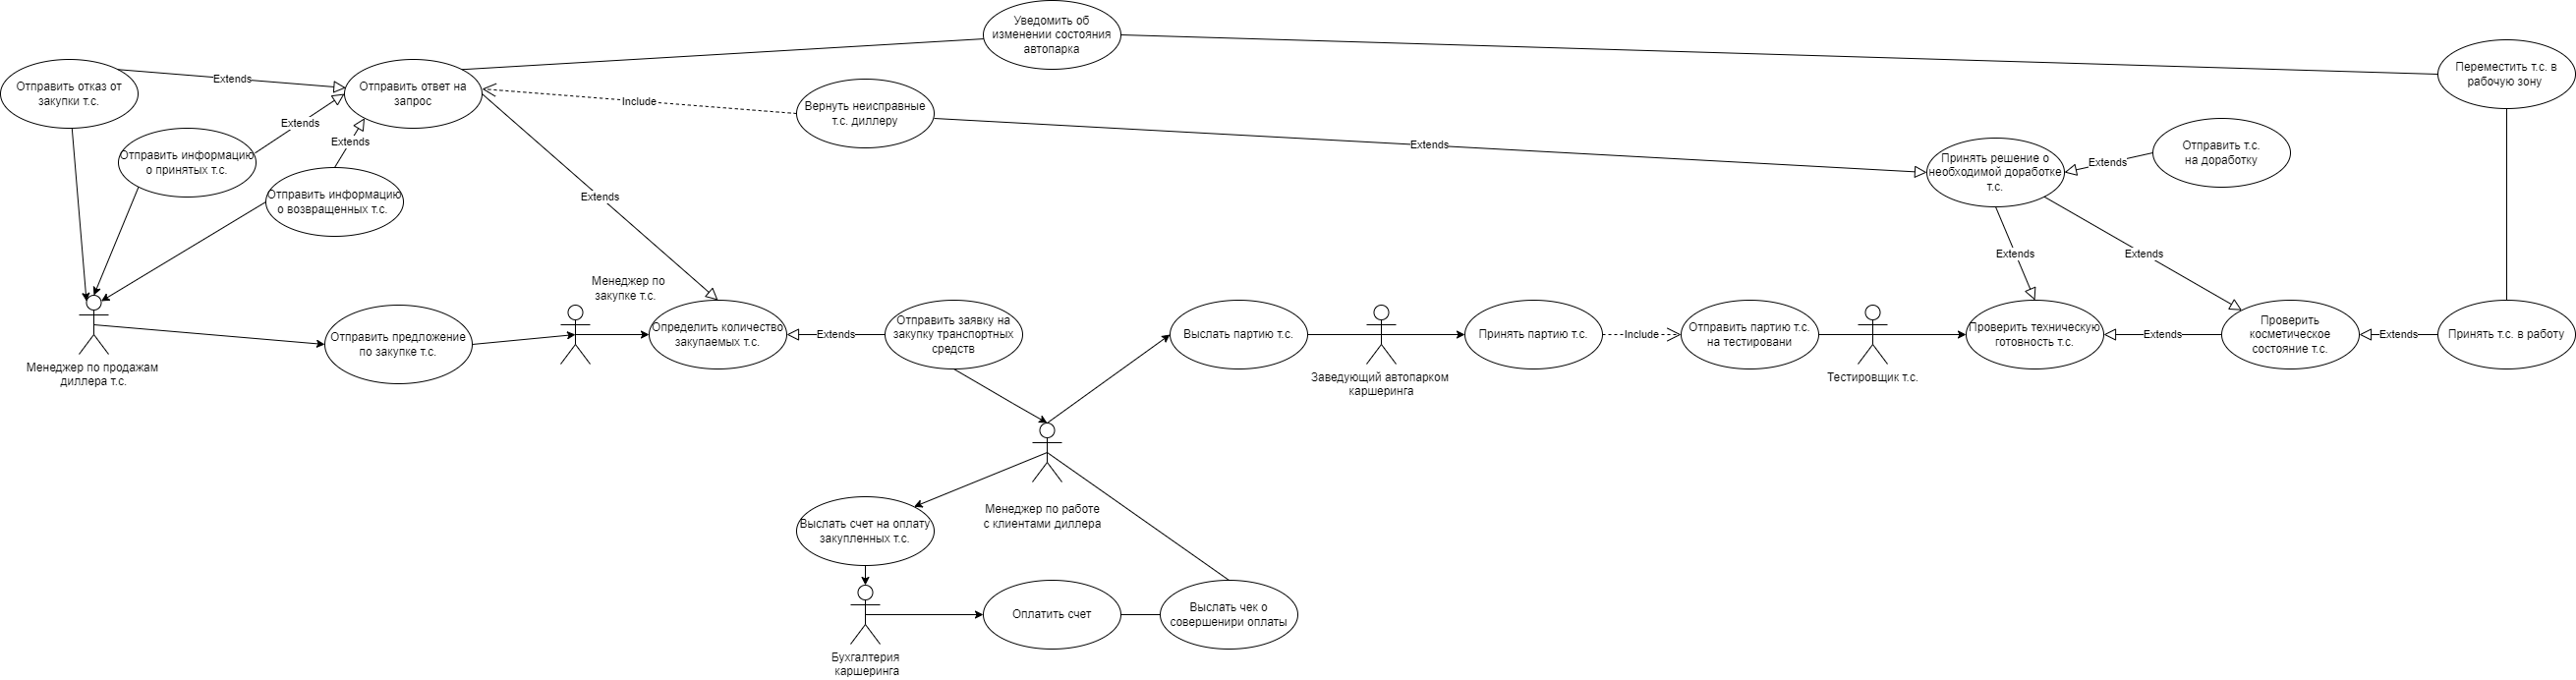 Уведомить об
изменении состояния
автопарка
Отправить отказ от
закупки т.с.
Extends
Отправить ответ на
запрос
Include
Вернуть неисправные
т.с. диллеру
Переместить т.с. в
рабочую зону
Extends
Отправить информацию
о принятых т.с.
Extends
Отправить информацию
о возвращенных т.с.
Extends
Extends
Принять решение о
необходимой доработке
т.с.
Extends
Отправить т.с.
на доработку
Extends
Extends
Менеджер по продажам
диллера т.с.
Отправить предложение
по закупке т.с.
Менеджер по
закупке т.с.
Определить количество
закупаемых т.с.
Extends
Отправить заявку на
закупку транспортных
средств
Выслать партию т.с.
Заведующий автопарком
каршеринга
Принять партию т.с.
Include
Отправить партию т.с.
на тестировани
Тестировщик т.с.
Проверить техническую
готовность т.с.
Extends
Проверить
косметическое
состояние т.с.
Extends
Принять т.с. в работу
Менеджер по работе
с клиентами диллера
Выслать счет на оплату
закупленных т.с.
Бухгалтерия
каршеринга
Оплатить счет
Выслать чек о
совершенири оплаты